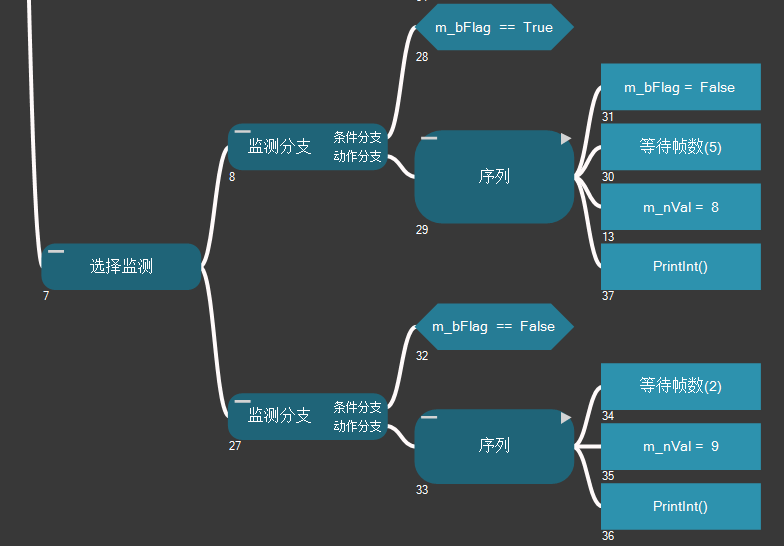 m_bFlag == True
28
m_bFlag = False
31
监测分支
条件分支
动作分支
8
等待帧数(5)
30
序列
29
m_nVal = 8
13
选择监测
7
PrintInt()
37
m_bFlag == False
32
等待帧数(2)
34
监测分支
条件分支
动作分支
27
序列
33
m_nVal = 9
35
PrintInt()
36